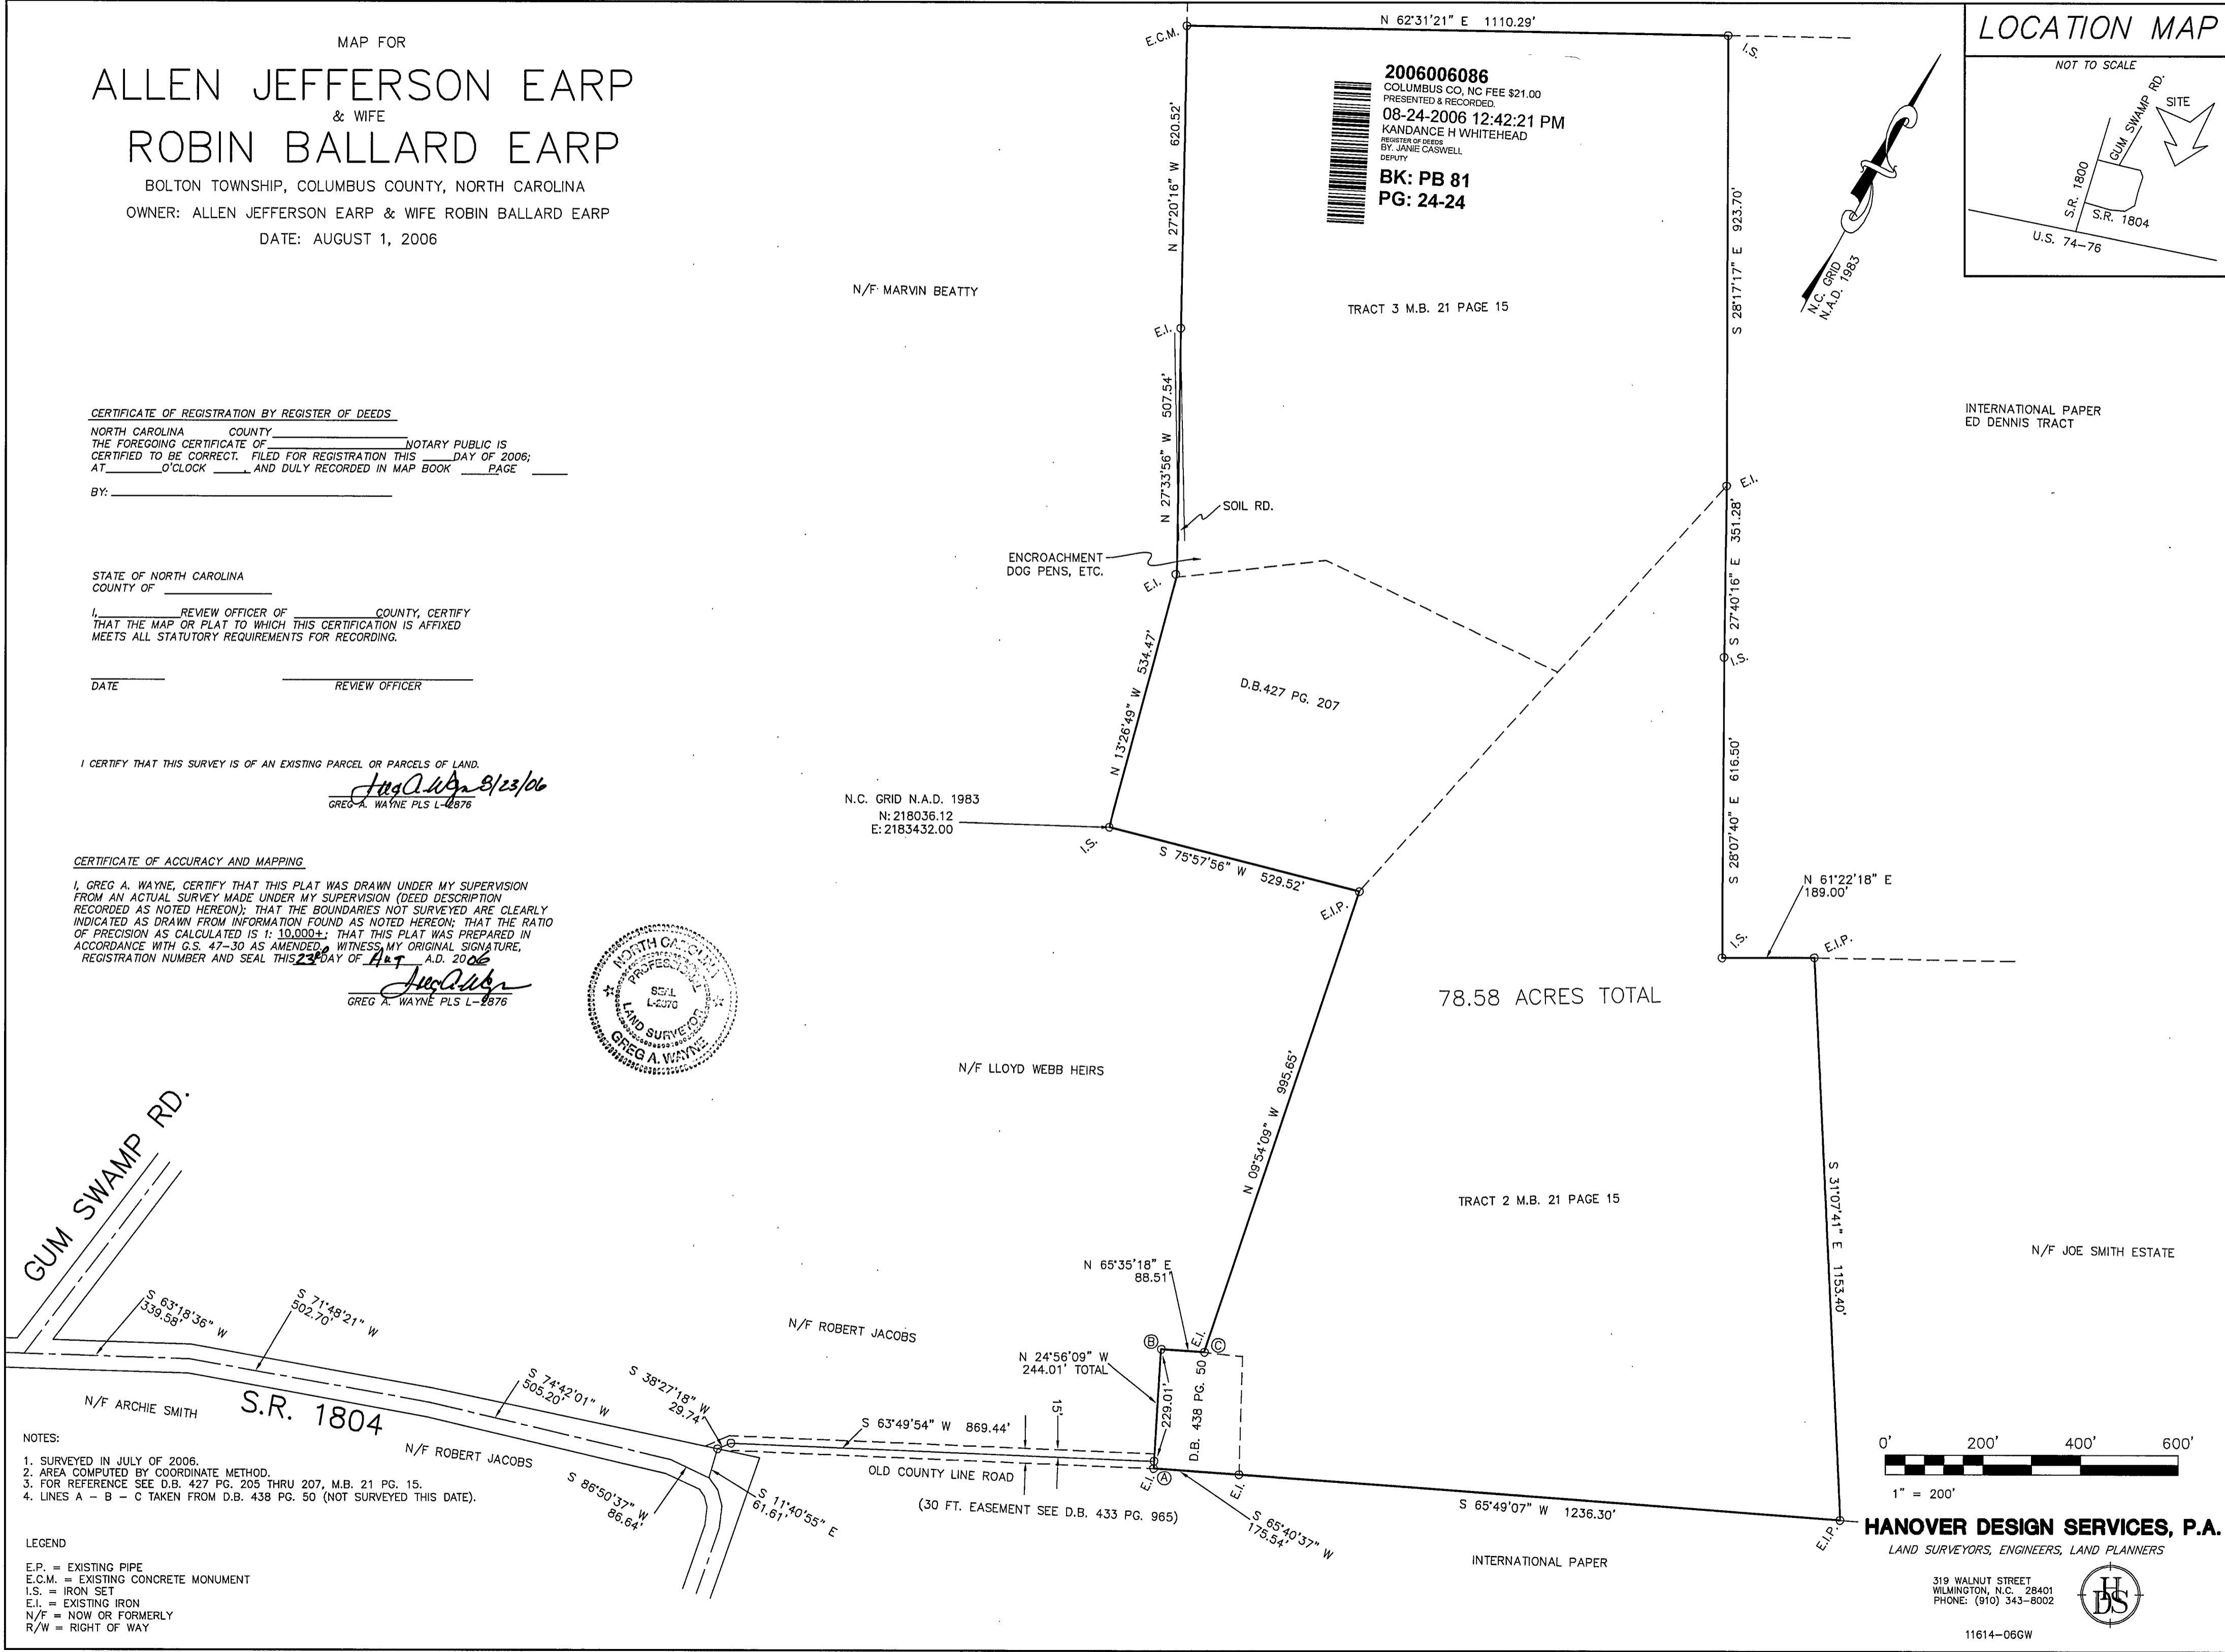 MAP FOR
ALLEN JEFFERSON EARP
& WIFE
ROBIN BALLARD EARP
BOLTON TOWNSHIP, COLUMBUS COUNTY, NORTH CAROLINA
OWNER: ALLEN JEFFERSON EARP & WIFE ROBIN BALLARD EARP
DATE: AUGUST 1, 2006
CERTIFICATE OF REGISTRATION BY REGISTER OF DEEDS
NORTH CAROLINA COUNTY
THE FOREGOING CERTIFICATE OF NOTARY PUBLIC IS
CERTIFIED TO BE CORRECT. FILED FOR REGISTRATION THIS DAY OF 2006;
AT O'CLOCK , AND DULY RECORDED IN MAP BOOK PAGE
BY:
STATE OF NORTH CAROLINA
COUNTY OF
I, REVIEW OFFICER OF COUNTY, CERTIFY
THAT THE MAP OR PLAT TO WHICH THIS CERTIFICATION IS AFFIXED
MEETS ALL STATUTORY REQUIREMENTS FOR RECORDING.
DATE REVIEW OFFICER
I CERTIFY THAT THIS SURVEY IS OF AN EXISTING PARCEL OR PARCELS OF LAND.
8/23/06
GREG A. WAYNE PLS L-2876
CERTIFICATE OF ACCURACY AND MAPPING
I, GREG A. WAYNE, CERTIFY THAT THIS PLAT WAS DRAWN UNDER MY SUPERVISION
FROM AN ACTUAL SURVEY MADE UNDER MY SUPERVISION (DEED DESCRIPTION
RECORDED AS NOTED HEREON); THAT THE BOUNDARIES NOT SURVEYED ARE CLEARLY
INDICATED AS DRAWN FROM INFORMATION FOUND AS NOTED HEREON; THAT THE RATIO
OF PRECISION AS CALCULATED IS 1: 10,000+; THAT THIS PLAT WAS PREPARED IN
ACCORDANCE WITH G.S. 47-30 AS AMENDED. WITNESS MY ORIGINAL SIGNATURE,
REGISTRATION NUMBER AND SEAL THIS 23 DAY OF A.D. 2006
GREG A. WAYNE PLS L-2876
NORTH CAROLINA
PROFESSIONAL
SEAL
L-2876
LAND SURVEYOR
GREG A. WAYNE
E.C.M.
N 62°31'21" E 1110.29'
I.S.
2006006086
COLUMBUS CO, NC FEE $21.00
PRESENTED & RECORDED.
08-24-2006 12:42:21 PM
KANDANCE H WHITEHEAD
REGISTER OF DEEDS
BY. JANIE CASWELL
DEPUTY
BK: PB 81
PG: 24-24
N 27°20'16" W 620.52'
N/F MARVIN BEATTY
TRACT 3 M.B. 21 PAGE 15
S 28°17'17" E 923.70'
E.I.
N 27°33'56" W 507.54'
SOIL RD.
ENCROACHMENT
DOG PENS, ETC.
E.I.
E.I.
S 27°40'16" E 351.28'
I.S.
N 13°26'49" W 534.47'
D.B.427 PG. 207
N.C. GRID N.A.D. 1983
N: 218036.12
E: 2183432.00
I.S.
S 75°57'56" W 529.52'
E.I.P.
S 28°07'40" E 616.50'
N 61°22'18" E
189.00'
I.S.
E.I.P.
78.58 ACRES TOTAL
N/F LLOYD WEBB HEIRS
N 09°54'09" W 995.65'
TRACT 2 M.B. 21 PAGE 15
S 31°07'41" E 1153.40'
N/F JOE SMITH ESTATE
N 65°35'18" E
88.51'
B
E.I.
C
N 24°56'09" W
244.01' TOTAL
229.01'
D.B. 438 PG. 50
E.I.
A
E.I.
S 65°40'37" W
175.54'
S 65°49'07" W 1236.30'
E.I.P.
INTERNATIONAL PAPER
N/F ROBERT JACOBS
15'
S 63°49'54" W 869.44'
OLD COUNTY LINE ROAD
(30 FT. EASEMENT SEE D.B. 433 PG. 965)
S 38°27'18" W
29.74'
S 11°40'55" E
61.61'
S 86°50'37" W
86.64'
S 74°42'01" W
505.20'
S 71°48'21" W
502.70'
S 63°18'36" W
339.58'
GUM SWAMP RD.
S.R. 1804
N/F ARCHIE SMITH
N/F ROBERT JACOBS
NOTES:
1. SURVEYED IN JULY OF 2006.
2. AREA COMPUTED BY COORDINATE METHOD.
3. FOR REFERENCE SEE D.B. 427 PG. 205 THRU 207, M.B. 21 PG. 15.
4. LINES A - B - C TAKEN FROM D.B. 438 PG. 50 (NOT SURVEYED THIS DATE).
LEGEND
E.P. = EXISTING PIPE
E.C.M. = EXISTING CONCRETE MONUMENT
I.S. = IRON SET
E.I. = EXISTING IRON
N/F = NOW OR FORMERLY
R/W = RIGHT OF WAY
N.C. GRID
N.A.D. 1983
LOCATION MAP
NOT TO SCALE
GUM SWAMP RD.
SITE
S.R. 1800
S.R. 1804
U.S. 74-76
INTERNATIONAL PAPER
ED DENNIS TRACT
0' 200' 400' 600'
1" = 200'
HANOVER DESIGN SERVICES, P.A.
LAND SURVEYORS, ENGINEERS, LAND PLANNERS
319 WALNUT STREET
WILMINGTON, N.C. 28401
PHONE: (910) 343-8002
HDS
11614-06GW